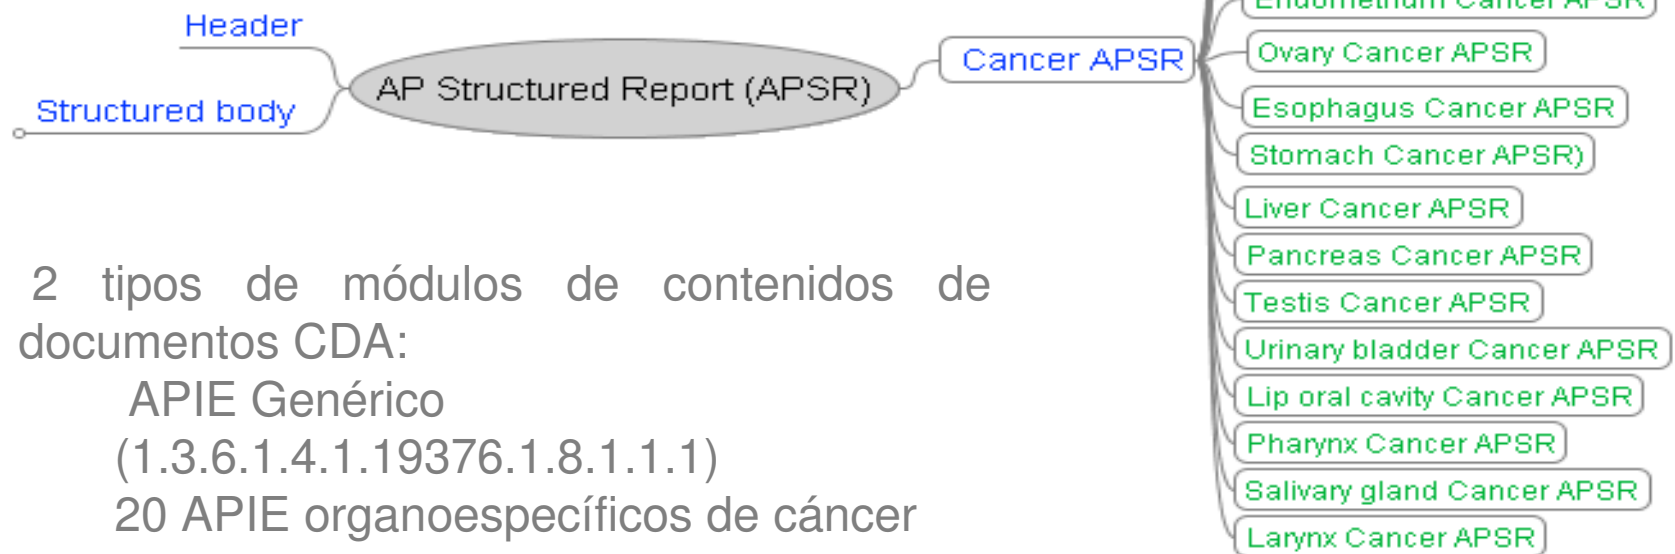 Header
Structured body
AP Structured Report (APSR)
Cancer APSR
Endometrium Cancer APSR
Ovary Cancer APSR
Esophagus Cancer APSR
Stomach Cancer APSR)
Liver Cancer APSR
Pancreas Cancer APSR
Testis Cancer APSR
Urinary bladder Cancer APSR
Lip oral cavity Cancer APSR
Pharynx Cancer APSR
Salivary gland Cancer APSR
Larynx Cancer APSR
2 tipos de módulos de contenidos de
documentos CDA:
APIE Genérico
(1.3.6.1.4.1.19376.1.8.1.1.1)
20 APIE organoespecíficos de cáncer